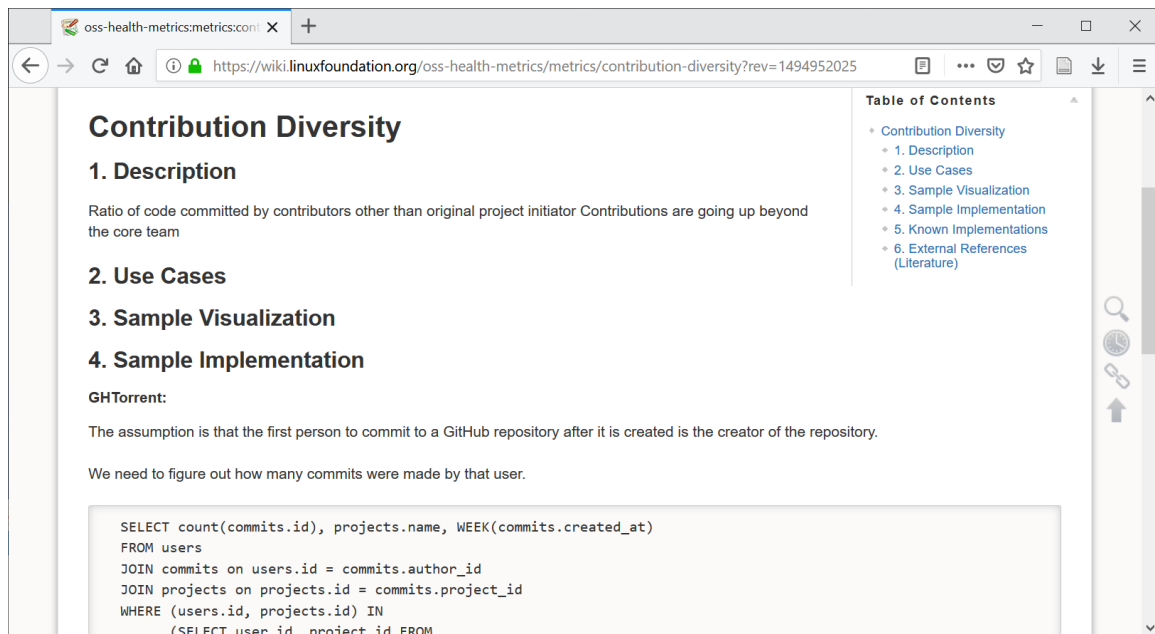 oss-health-metrics:metrics:cont
https://wiki.linuxfoundation.org/oss-health-metrics/metrics/contribution-diversity?rev=1494952025
Contribution Diversity
1. Description
Ratio of code committed by contributors other than original project initiator Contributions are going up beyond
the core team
2. Use Cases
3. Sample Visualization
4. Sample Implementation
GHTorrent:
The assumption is that the first person to commit to a GitHub repository after it is created is the creator of the repository.
We need to figure out how many commits were made by that user.
SELECT count(commits.id), projects.name, WEEK(commits.created_at)
FROM users
JOIN commits on users.id = commits.author_id
JOIN projects on projects.id = commits.project_id
WHERE (users.id, projects.id) IN
(SELECT user_id, project_id FROM
Table of Contents
Contribution Diversity
1. Description
2. Use Cases
3. Sample Visualization
4. Sample Implementation
5. Known Implementations
6. External References
(Literature)